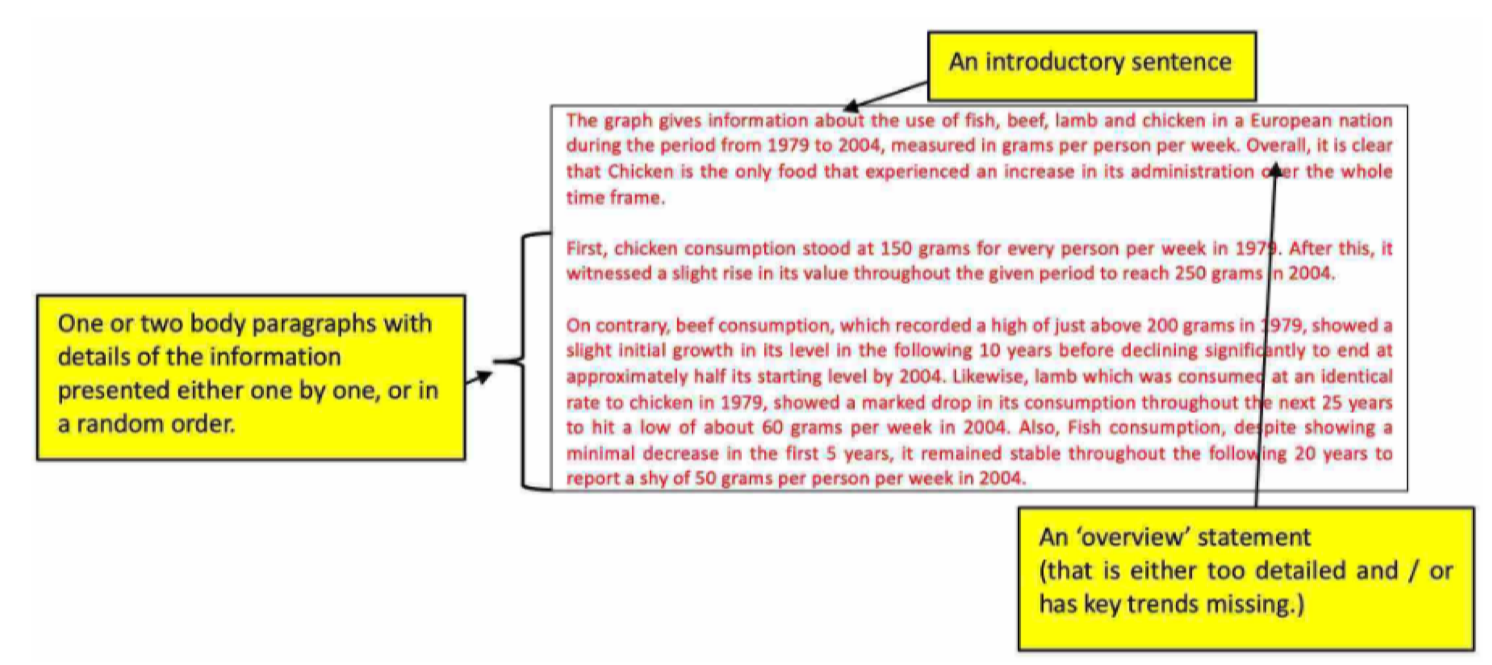 An introductory sentence
The graph gives information about the use of fish, beef, lamb and chicken in a European nation
during the period from 1979 to 2004, measured in grams per person per week. Overall, it is clear
that Chicken is the only food that experienced an increase in its administration over the whole
time frame.
First, chicken consumption stood at 150 grams for every person per week in 1979. After this, it
witnessed a slight rise in its value throughout the given period to reach 250 grams in 2004.
On contrary, beef consumption, which recorded a high of just above 200 grams in 1979, showed a
slight initial growth in its level in the following 10 years before declining significantly to end at
approximately half its starting level by 2004. Likewise, lamb which was consumed at an identical
rate to chicken in 1979, showed a marked drop in its consumption throughout the next 25 years
to hit a low of about 60 grams per week in 2004. Also, Fish consumption, despite showing a
minimal decrease in the first 5 years, it remained stable throughout the following 20 years to
report a shy of 50 grams per person per week in 2004.
One or two body paragraphs with
details of the information
presented either one by one, or in
a random order.
An ‘overview’ statement
(that is either too detailed and / or
has key trends missing.)